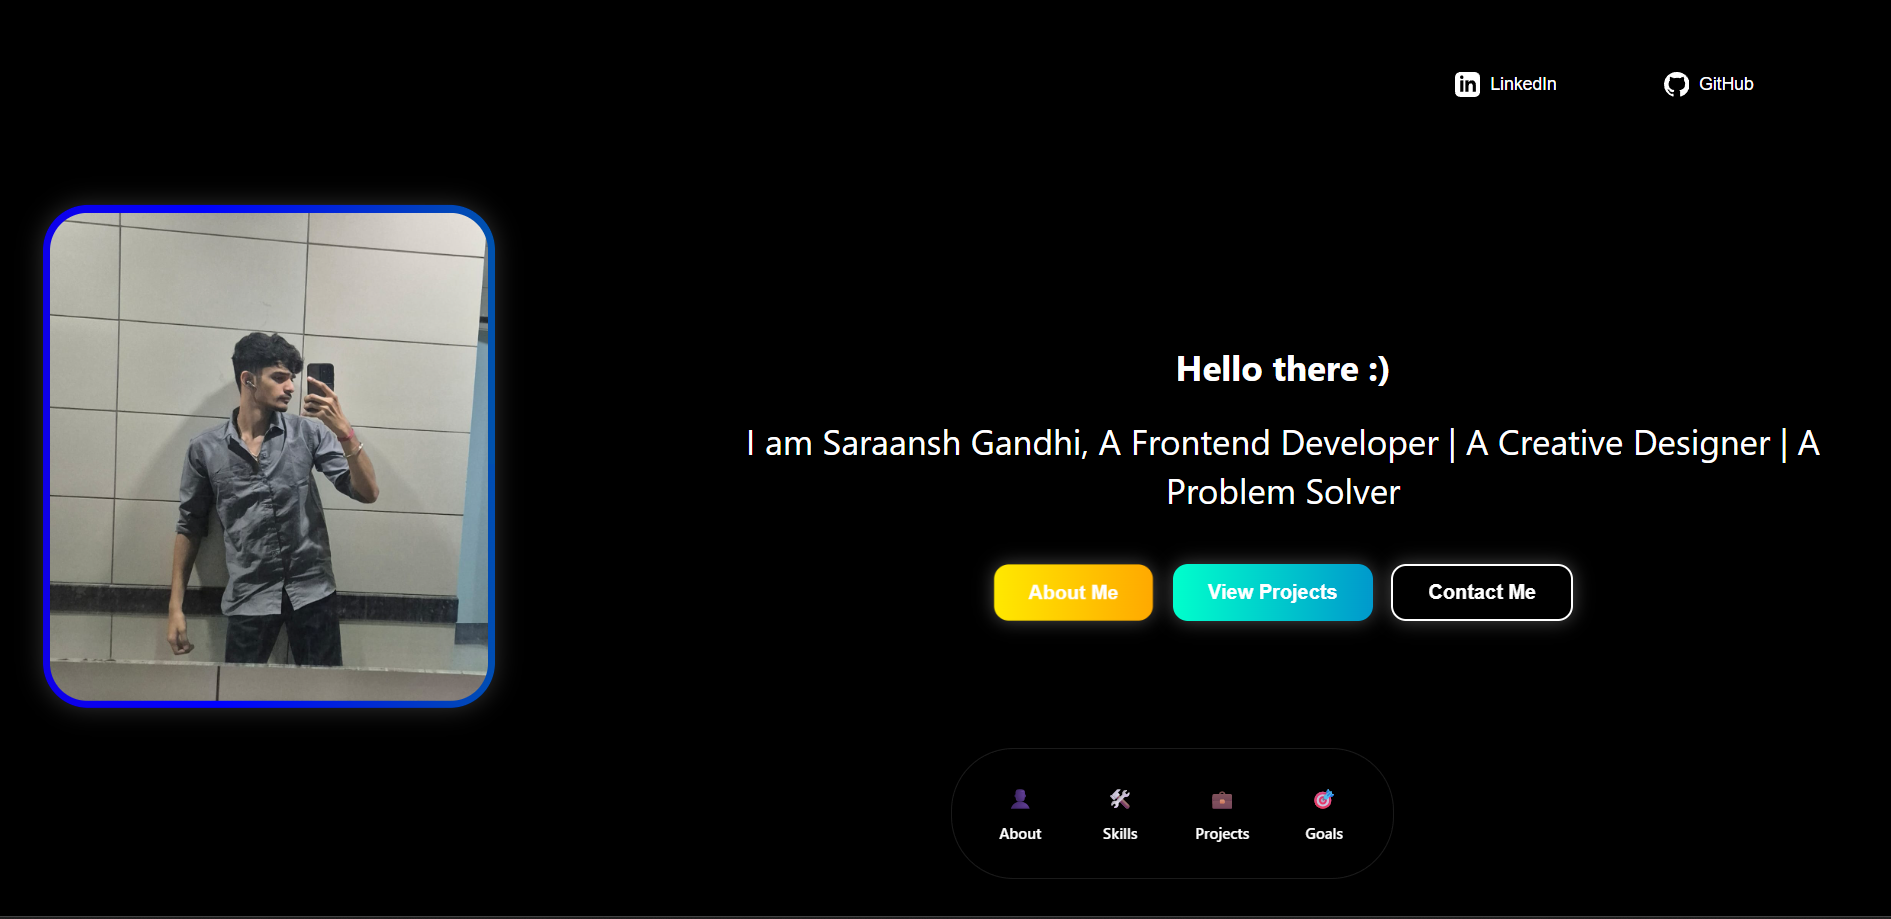 LinkedIn
GitHub
Hello there :)
I am Saraansh Gandhi, A Frontend Developer | A Creative Designer | A
Problem Solver
About Me
View Projects
Contact Me
About
Skills
Projects
Goals